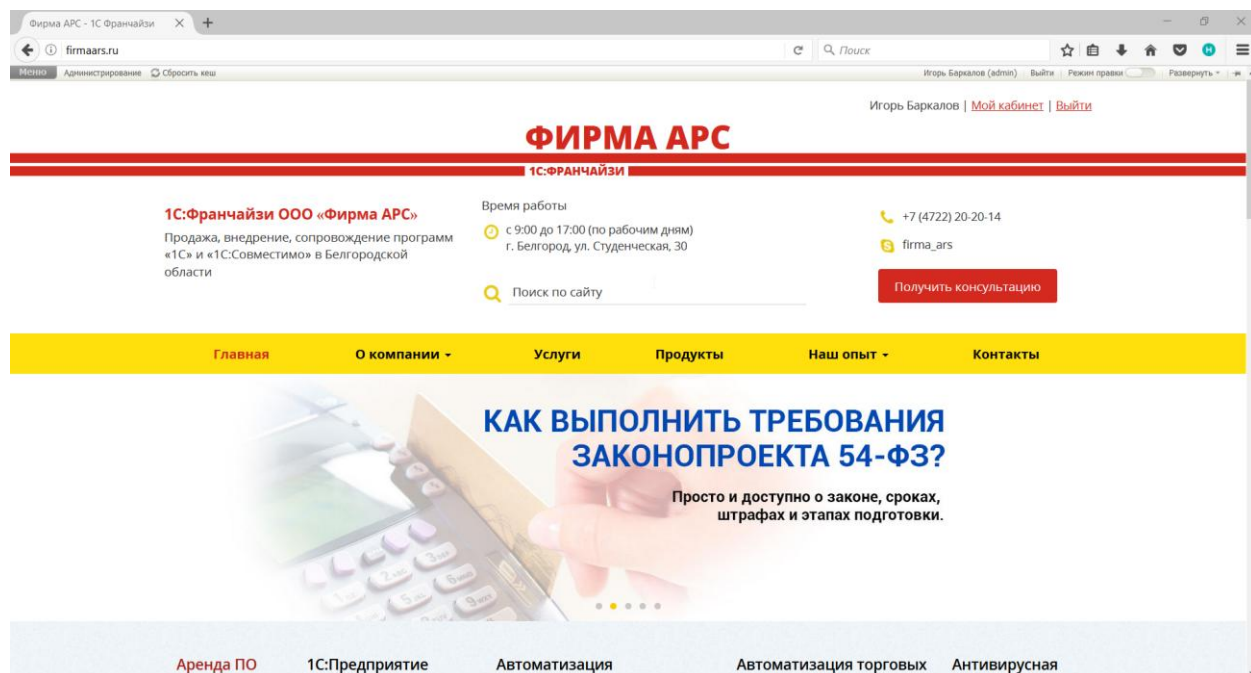 Фирма АРС - 1С Франчайзи
firmaars.ru
Поиск
Меню Администрирование Сбросить кеш
Игорь Баркалов (admin) Выйти Режим правки Развернуть
Игорь Баркалов | Мой кабинет | Выйти
ФИРМА АРС
1С:ФРАНЧАЙЗИ
1С:Франчайзи ООО «Фирма АРС»
Продажа, внедрение, сопровождение программ
«1С» и «1С:Совместимо» в Белгородской
области
Время работы
с 9:00 до 17:00 (по рабочим дням)
г. Белгород, ул. Студенческая, 30
Поиск по сайту
+7 (4722) 20-20-14
firma_ars
Получить консультацию
Главная О компании Услуги Продукты Наш опыт Контакты
КАК ВЫПОЛНИТЬ ТРЕБОВАНИЯ
ЗАКОНОПРОЕКТА 54-ФЗ?
Просто и доступно о законе, сроках,
штрафах и этапах подготовки.
Аренда ПО 1С:Предприятие Автоматизация Автоматизация торговых Антивирусная